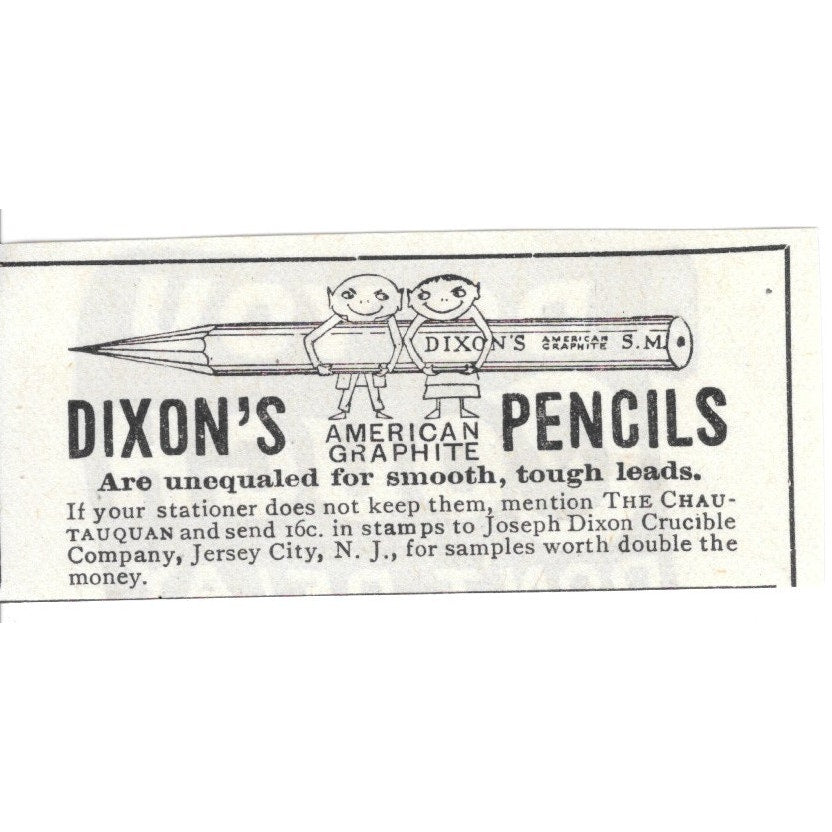 DIXON'S AMERICAN GRAPHITE S.M.
DIXON'S AMERICAN GRAPHITE PENCILS
Are unequaled for smooth, tough leads.
If your stationer does not keep them, mention THE CHAU-
TAUQUAN and send 16c. in stamps to Joseph Dixon Crucible
Company, Jersey City, N. J., for samples worth double the
money.